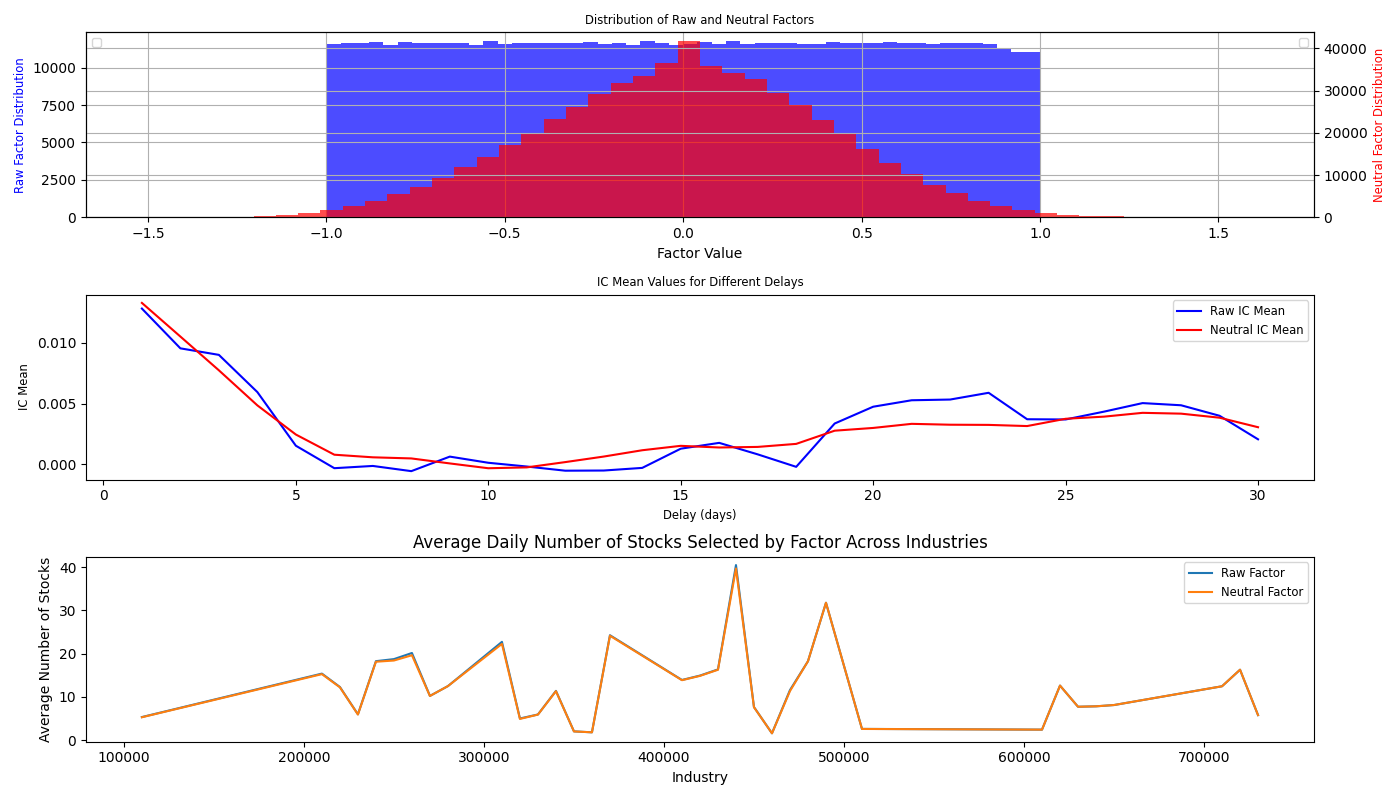 Distribution of Raw and Neutral Factors
Raw Factor Distribution
10000
7500
5000
2500
0
40000
30000
20000
10000
0
Neutral Factor Distribution
−1.5 −1.0 −0.5 0.0 0.5 1.0 1.5
Factor Value
IC Mean Values for Different Delays
IC Mean
0.010
0.005
0.000
Raw IC Mean
Neutral IC Mean
0 5 10 15 20 25 30
Delay (days)
Average Daily Number of Stocks Selected by Factor Across Industries
Average Number of Stocks
40
30
20
10
0
Raw Factor
Neutral Factor
100000 200000 300000 400000 500000 600000 700000
Industry